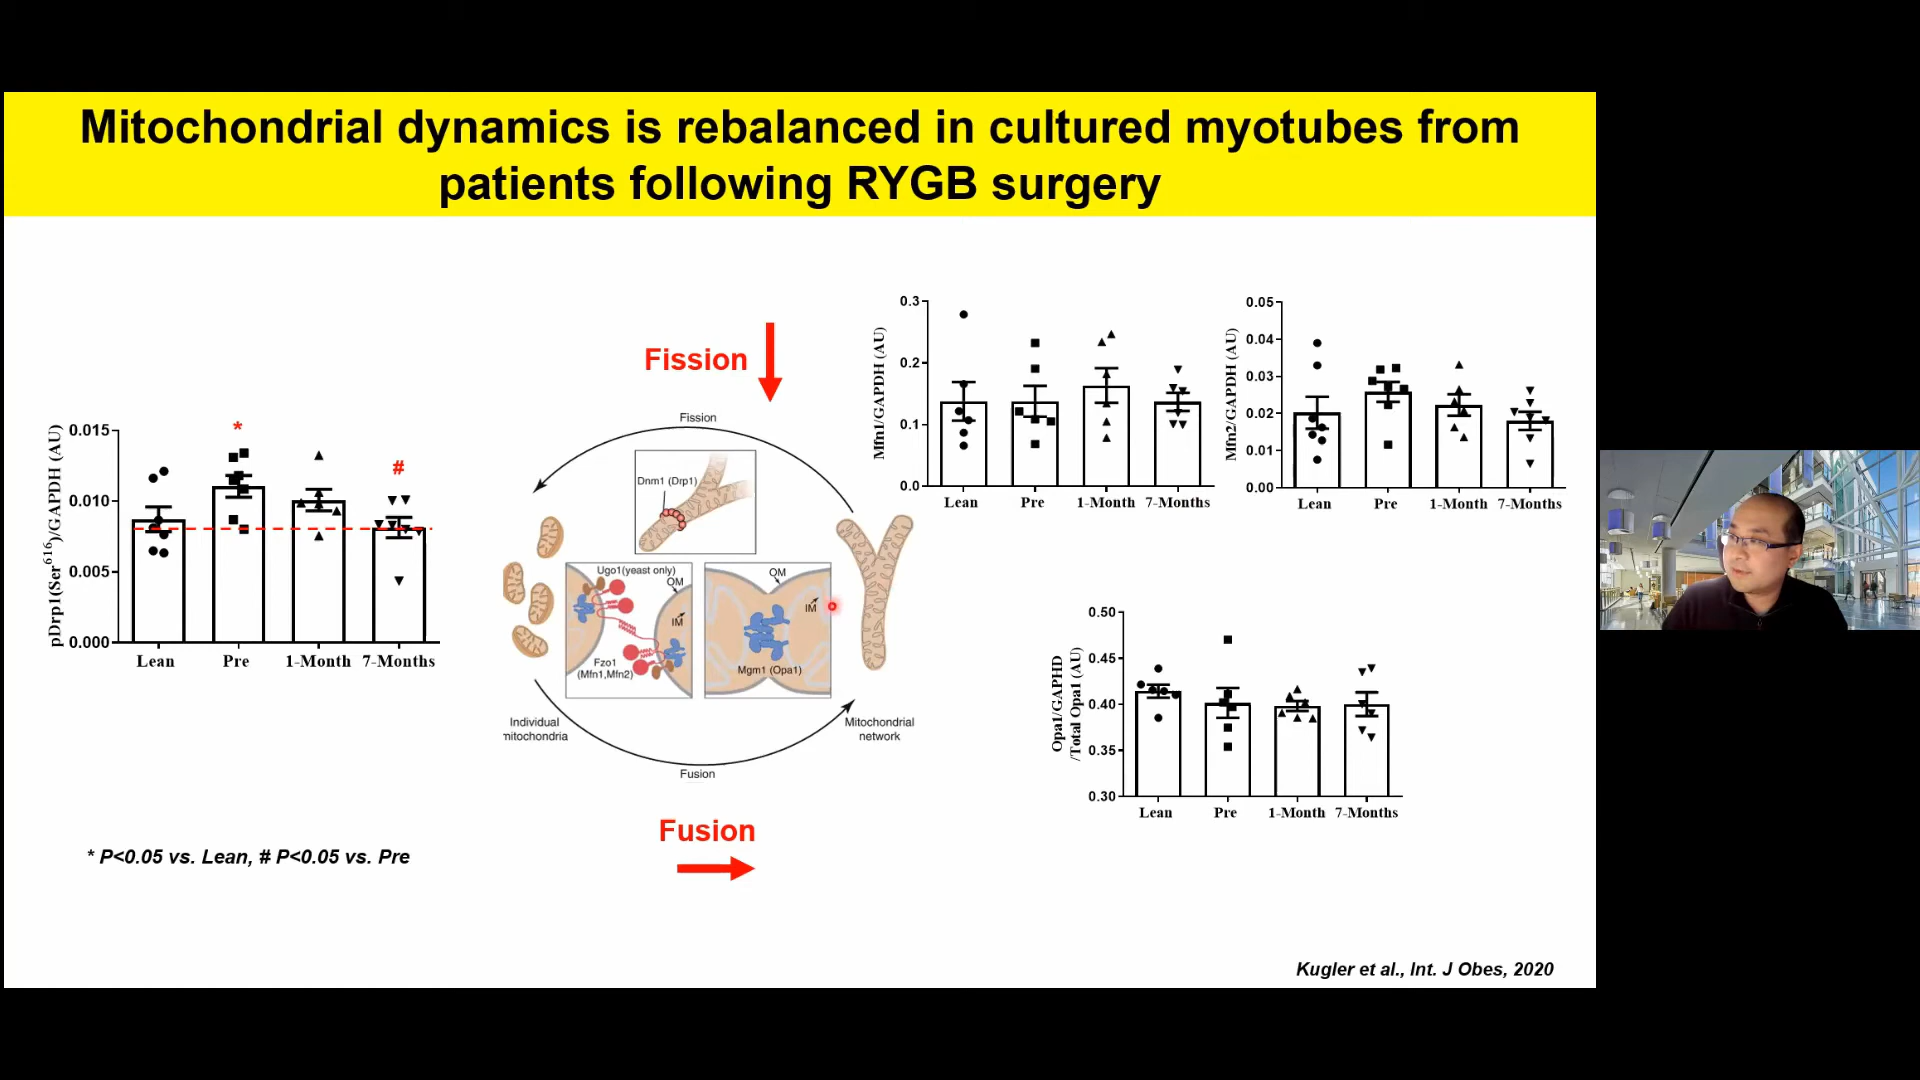 Mitochondrial dynamics is rebalanced in cultured myotubes from
patients following RYGB surgery
pDrp1(Ser616)/GAPDH (AU)
0.015
0.010
0.005
0.000
*
#
Lean Pre 1-Month 7-Months
* P<0.05 vs. Lean, # P<0.05 vs. Pre
Fission
Fission
Dnm1 (Drp1)
Ugo1(yeast only)
OM
IM
Fzo1
(Mfn1,Mfn2)
OM
IM
Mgm1 (Opa1)
Individual
mitochondria
Mitochondrial
network
Fusion
Fusion
Mfn1/GAPDH (AU)
0.3
0.2
0.1
0.0
Lean Pre 1-Month 7-Months
Mfn2/GAPDH (AU)
0.05
0.04
0.03
0.02
0.01
0.00
Lean Pre 1-Month 7-Months
Opa1/GAPHD
/Total Opa1 (AU)
0.50
0.45
0.40
0.35
0.30
Lean Pre 1-Month 7-Months
Kugler et al., Int. J Obes, 2020